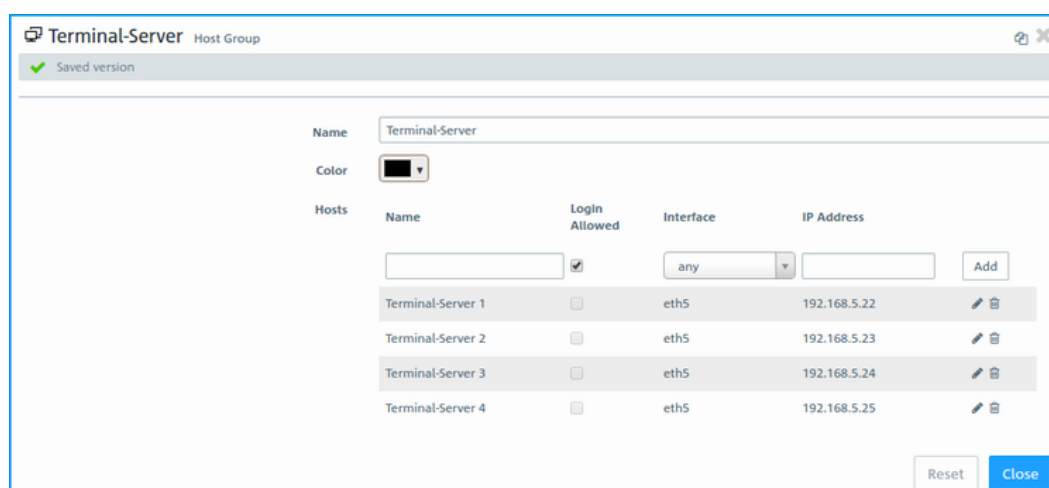 Terminal-Server Host Group
Saved version
Name Terminal-Server
Color
Hosts Name Login Allowed Interface IP Address
any Add
Terminal-Server 1 eth5 192.168.5.22
Terminal-Server 2 eth5 192.168.5.23
Terminal-Server 3 eth5 192.168.5.24
Terminal-Server 4 eth5 192.168.5.25
Reset Close